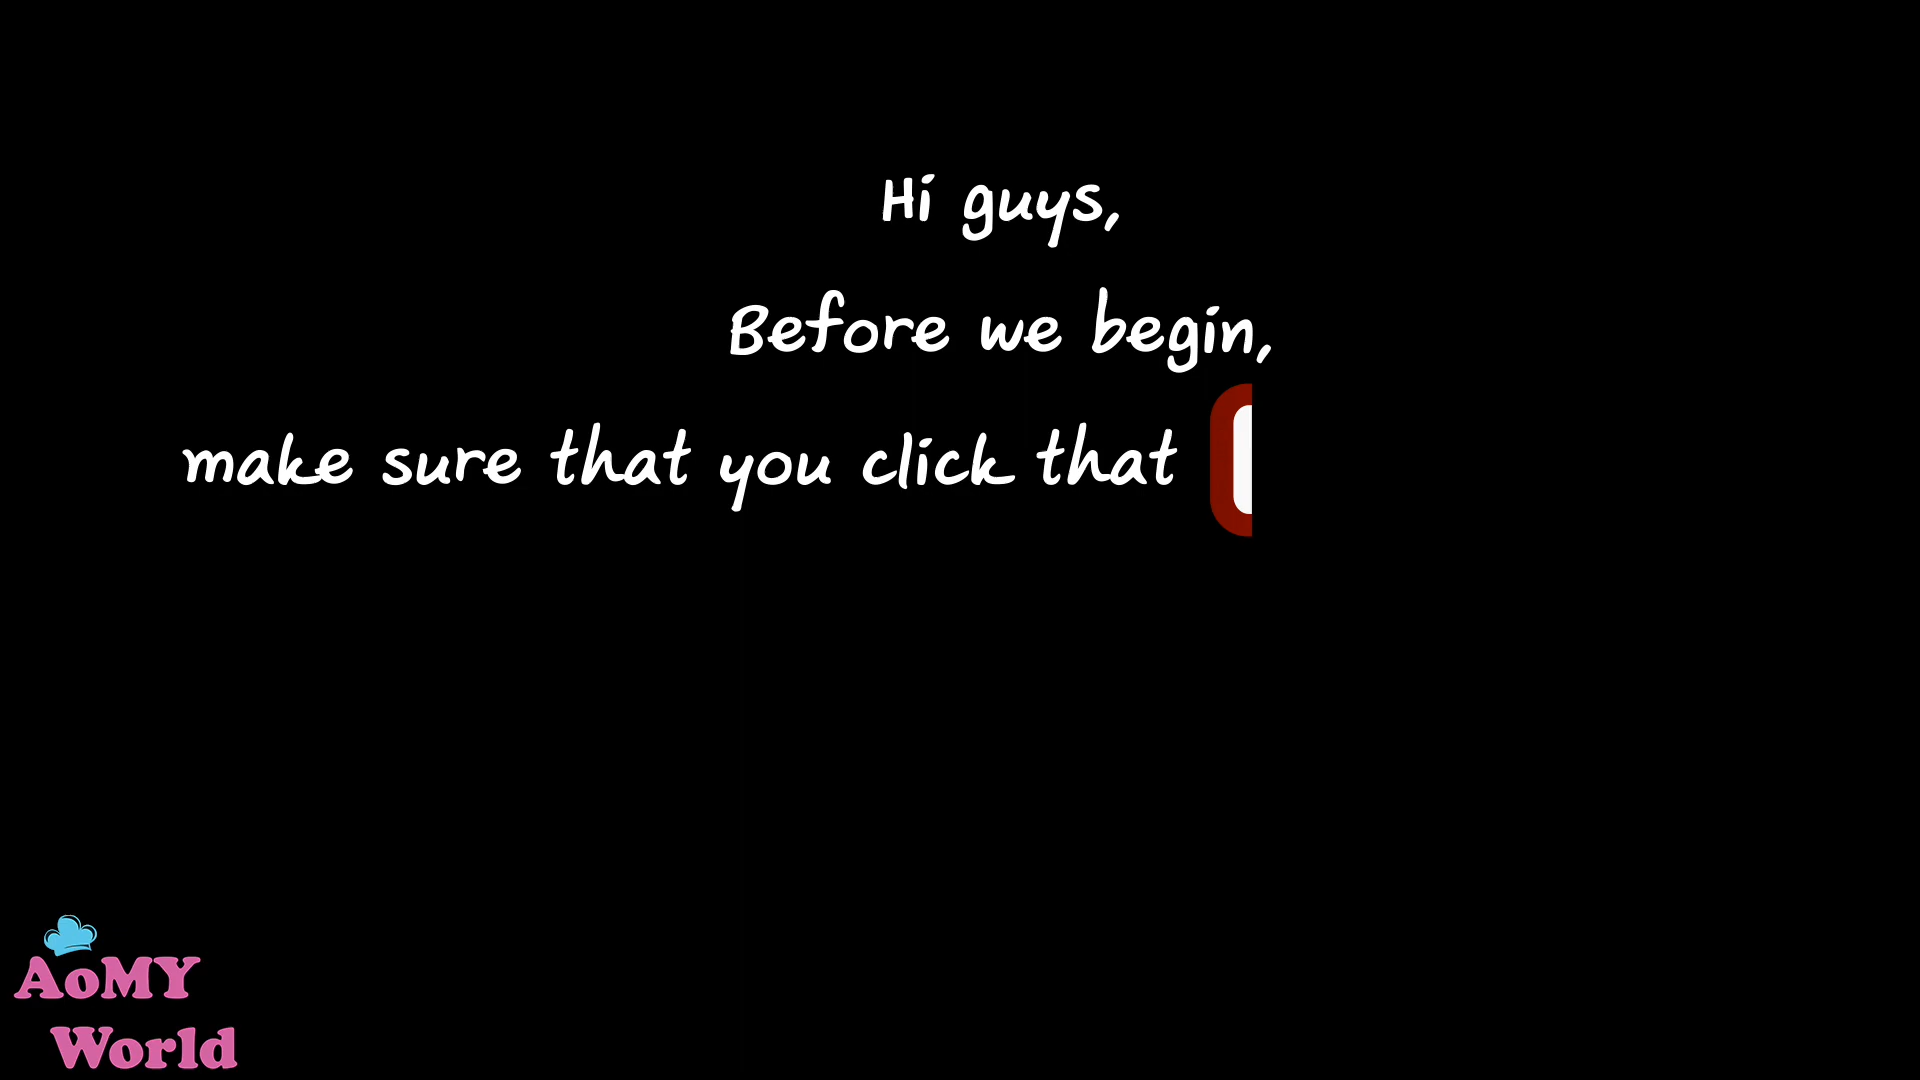 Hi guys,
Before we begin,
make sure that you click that
AoMY
World